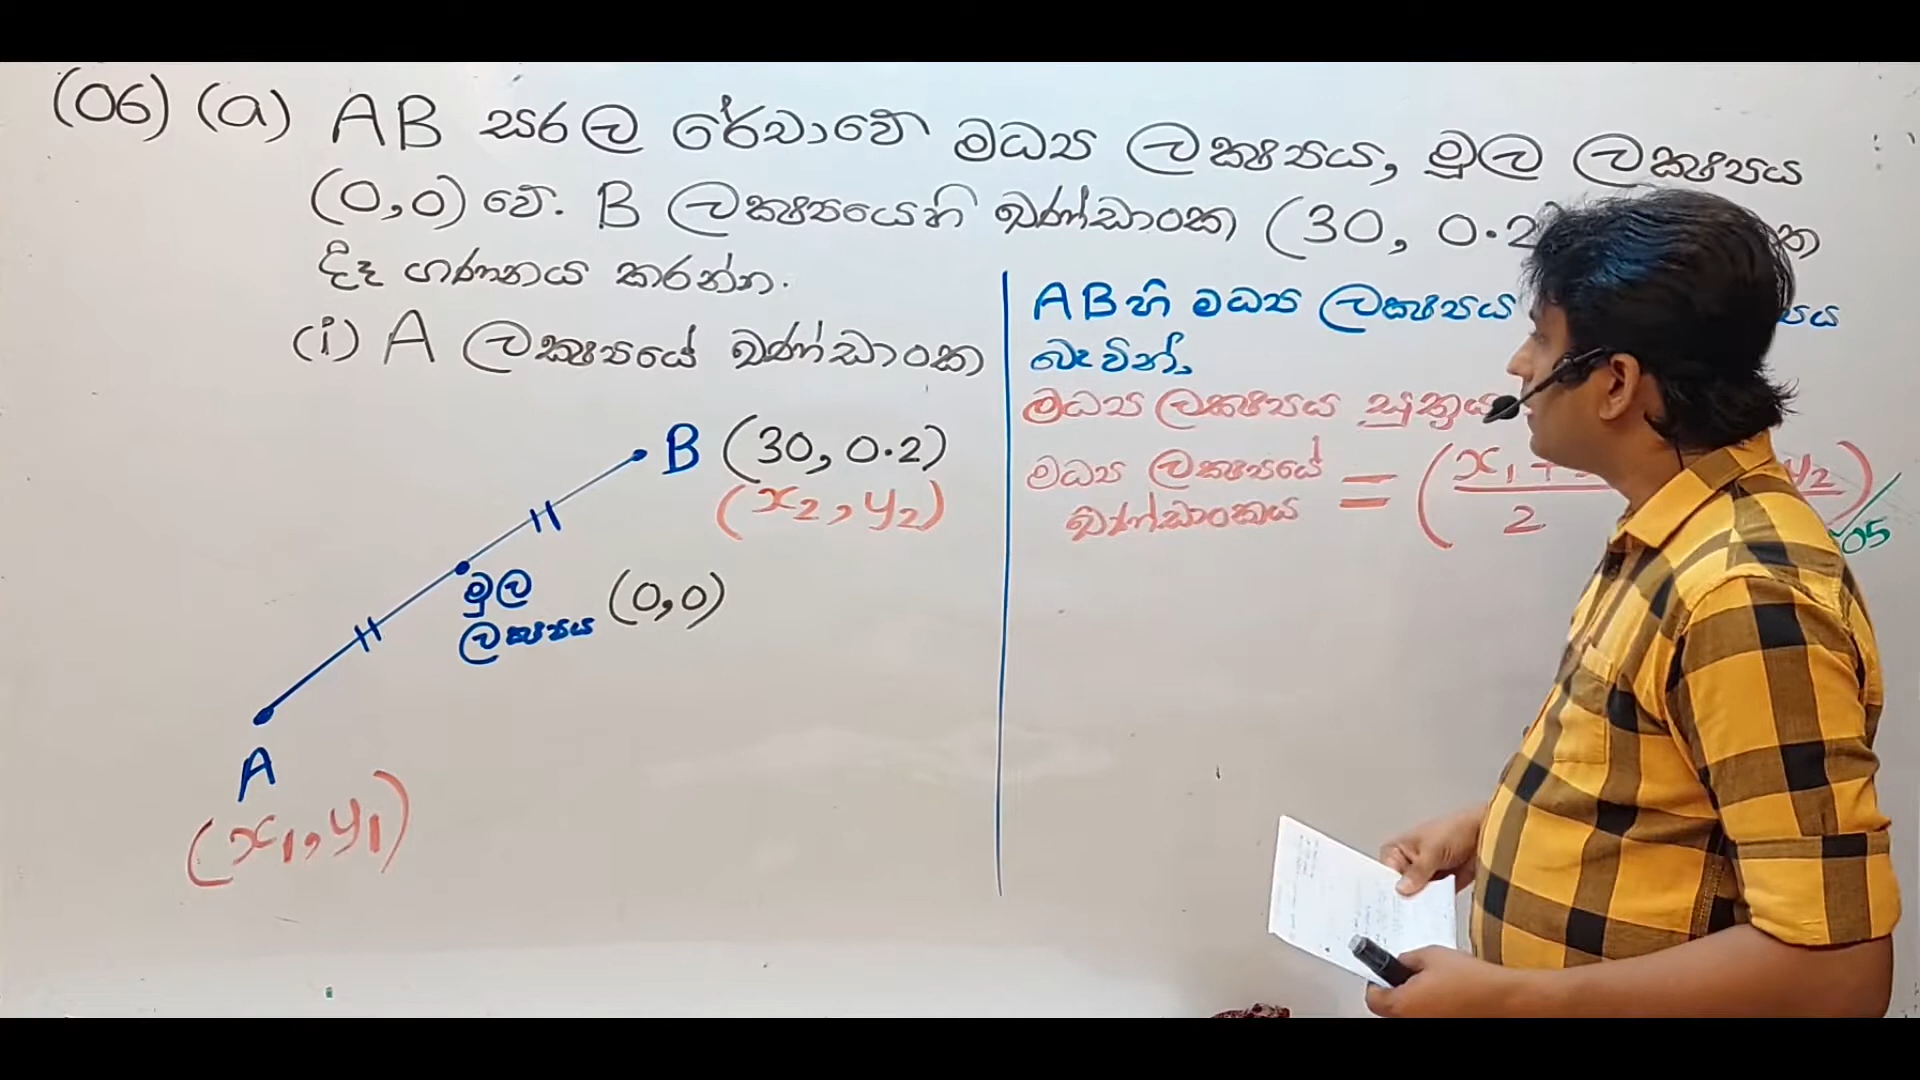 (06) (a) AB සරල රේඛාවේ මධ්‍ය ලක්ෂ්‍යය, මූල ලක්ෂ්‍යය
(0,0) වේ. B ලක්ෂ්‍යයෙහි ඛණ්ඩාංක (30, 0.2
දිදෑ ගණනය කරන්න.
(i) A ලක්ෂ්‍යයේ ඛණ්ඩාංක
B (30, 0.2)
(x₂, y₂)
මූල
ලක්ෂ්‍යය (0,0)
A
(x₁, y₁)
AB හි මධ්‍ය ලක්ෂ්‍යය
බැවින්,
මධ්‍ය ලක්ෂ්‍යය සූත්‍රය
මධ්‍ය ලක්ෂ්‍යයේ
ඛණ්ඩාංකය = (x₁ +
2
y₂)
05